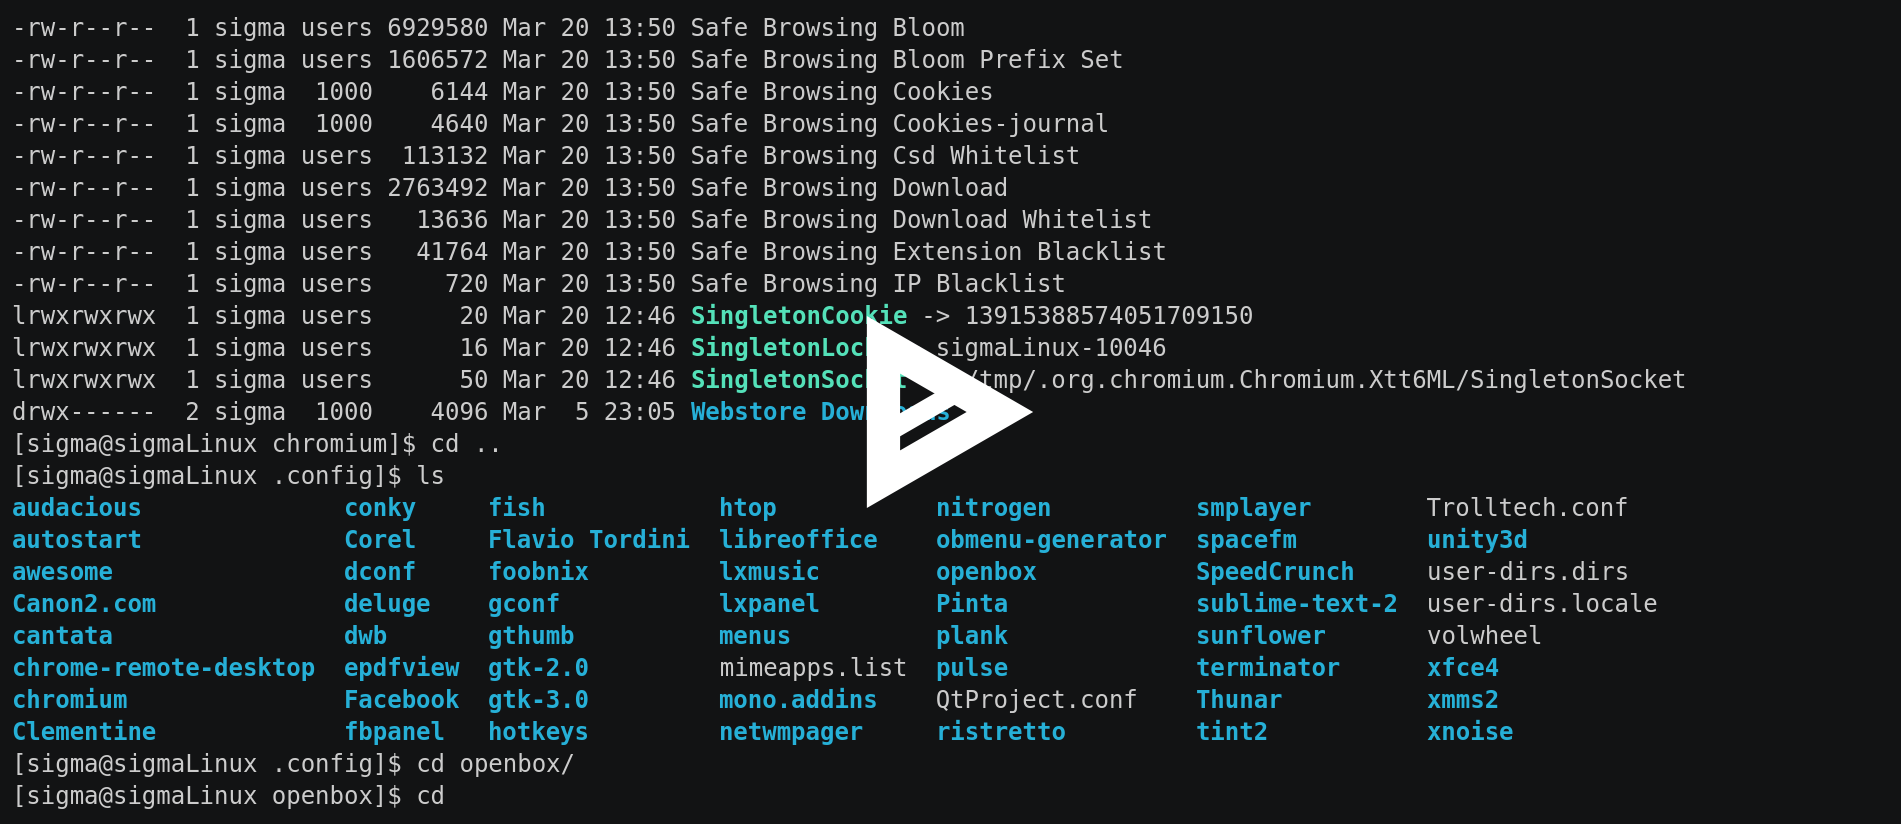 -rw-r--r--  1 sigma users 6929580 Mar 20 13:50 Safe Browsing Bloom
-rw-r--r--  1 sigma users 1606572 Mar 20 13:50 Safe Browsing Bloom Prefix Set
-rw-r--r--  1 sigma  1000    6144 Mar 20 13:50 Safe Browsing Cookies
-rw-r--r--  1 sigma  1000    4640 Mar 20 13:50 Safe Browsing Cookies-journal
-rw-r--r--  1 sigma users  113132 Mar 20 13:50 Safe Browsing Csd Whitelist
-rw-r--r--  1 sigma users 2763492 Mar 20 13:50 Safe Browsing Download
-rw-r--r--  1 sigma users   13636 Mar 20 13:50 Safe Browsing Download Whitelist
-rw-r--r--  1 sigma users   41764 Mar 20 13:50 Safe Browsing Extension Blacklist
-rw-r--r--  1 sigma users     720 Mar 20 13:50 Safe Browsing IP Blacklist
lrwxrwxrwx  1 sigma users      20 Mar 20 12:46 SingletonCookie -> 13915388574051709150
lrwxrwxrwx  1 sigma users      16 Mar 20 12:46 SingletonLock sigmaLinux-10046
lrwxrwxrwx  1 sigma users      50 Mar 20 12:46 SingletonSocket /tmp/.org.chromium.Chromium.Xtt6ML/SingletonSocket
drwx------  2 sigma  1000    4096 Mar  5 23:05 Webstore Downloads
[sigma@sigmaLinux chromium]$ cd ..
[sigma@sigmaLinux .config]$ ls
audacious              conky     fish            htop           nitrogen          smplayer        Trolltech.conf
autostart              Corel     Flavio Tordini  libreoffice    obmenu-generator  spacefm         unity3d
awesome                dconf     foobnix         lxmusic        openbox           SpeedCrunch     user-dirs.dirs
Canon2.com             deluge    gconf           lxpanel        Pinta             sublime-text-2  user-dirs.locale
cantata                dwb       gthumb          menus          plank             sunflower       volwheel
chrome-remote-desktop  epdfview  gtk-2.0         mimeapps.list  pulse             terminator      xfce4
chromium               Facebook  gtk-3.0         mono.addins    QtProject.conf    Thunar          xmms2
Clementine             fbpanel   hotkeys         netwmpager     ristretto         tint2           xnoise
[sigma@sigmaLinux .config]$ cd openbox/
[sigma@sigmaLinux openbox]$ cd